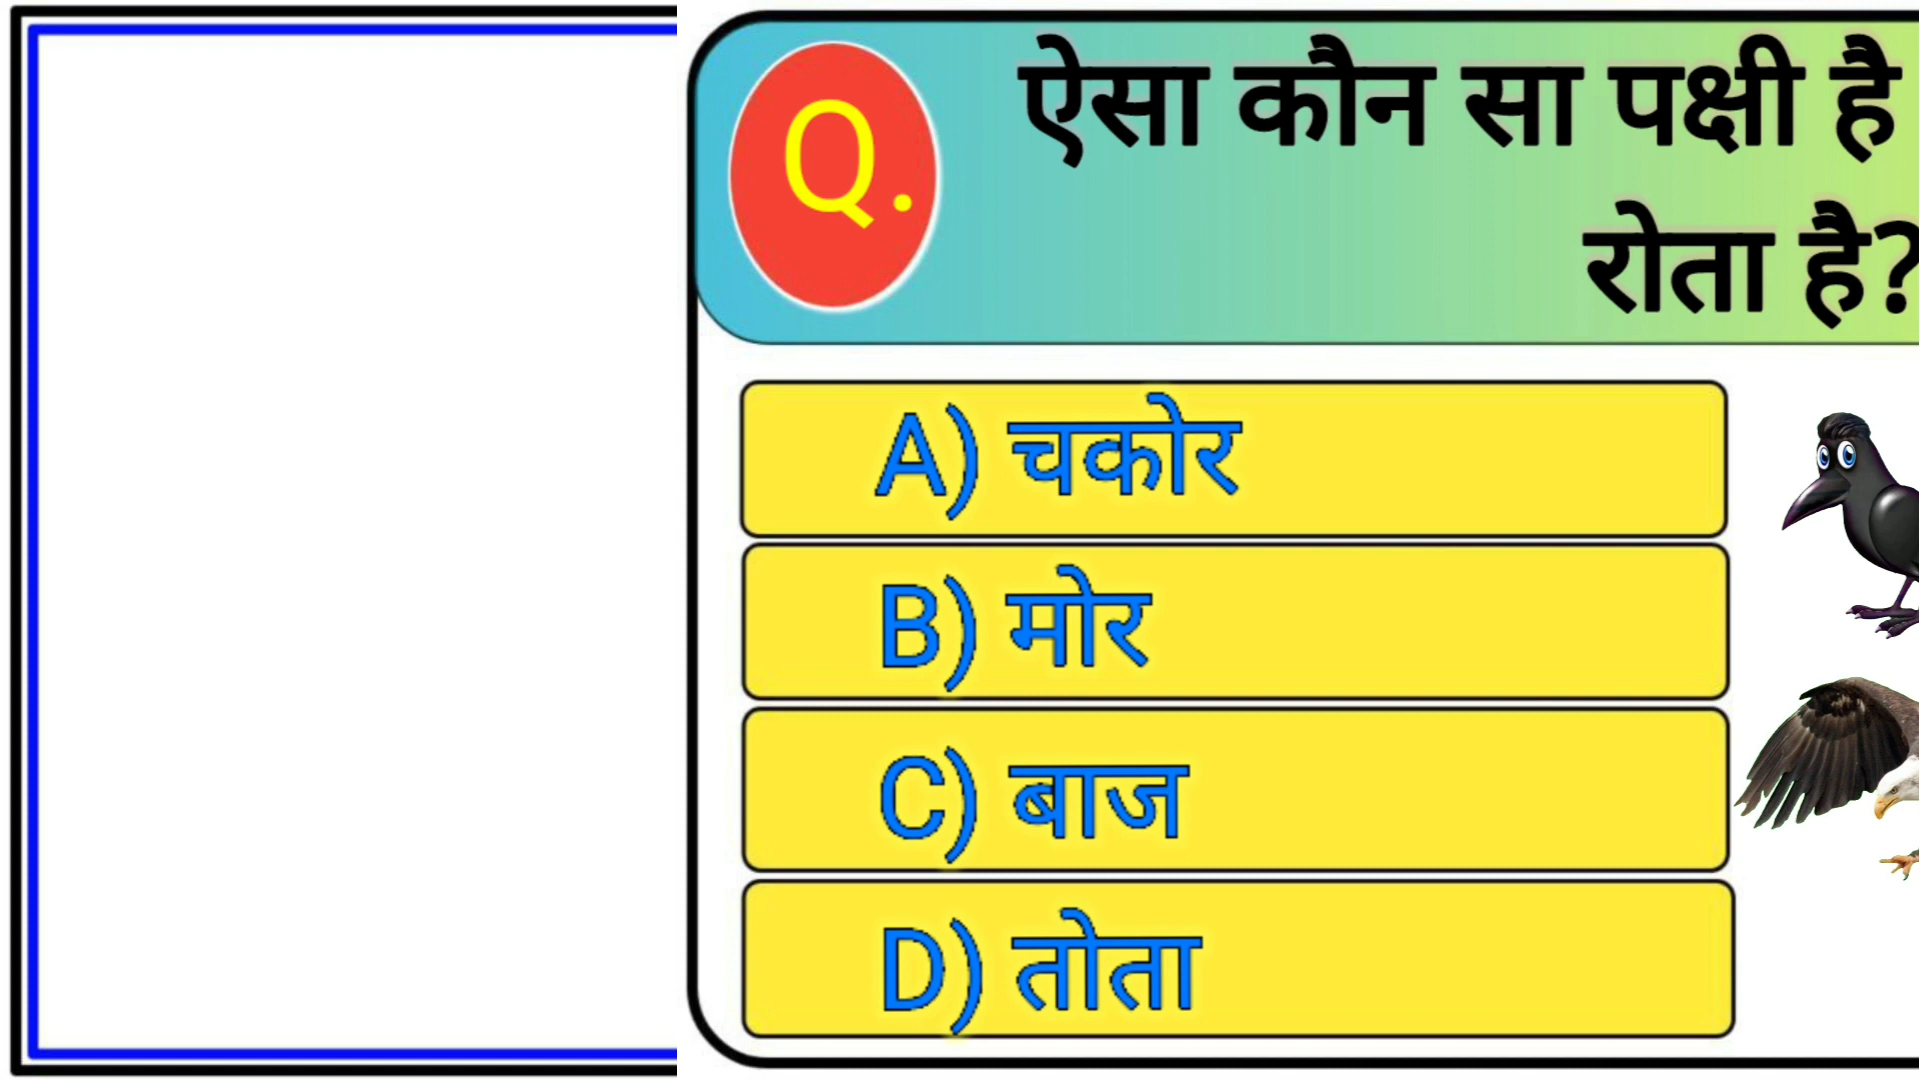 Q.
ऐसा कौन सा पक्षी है
रोता है?
A) चकोर
B) मोर
C) बाज
D) तोता